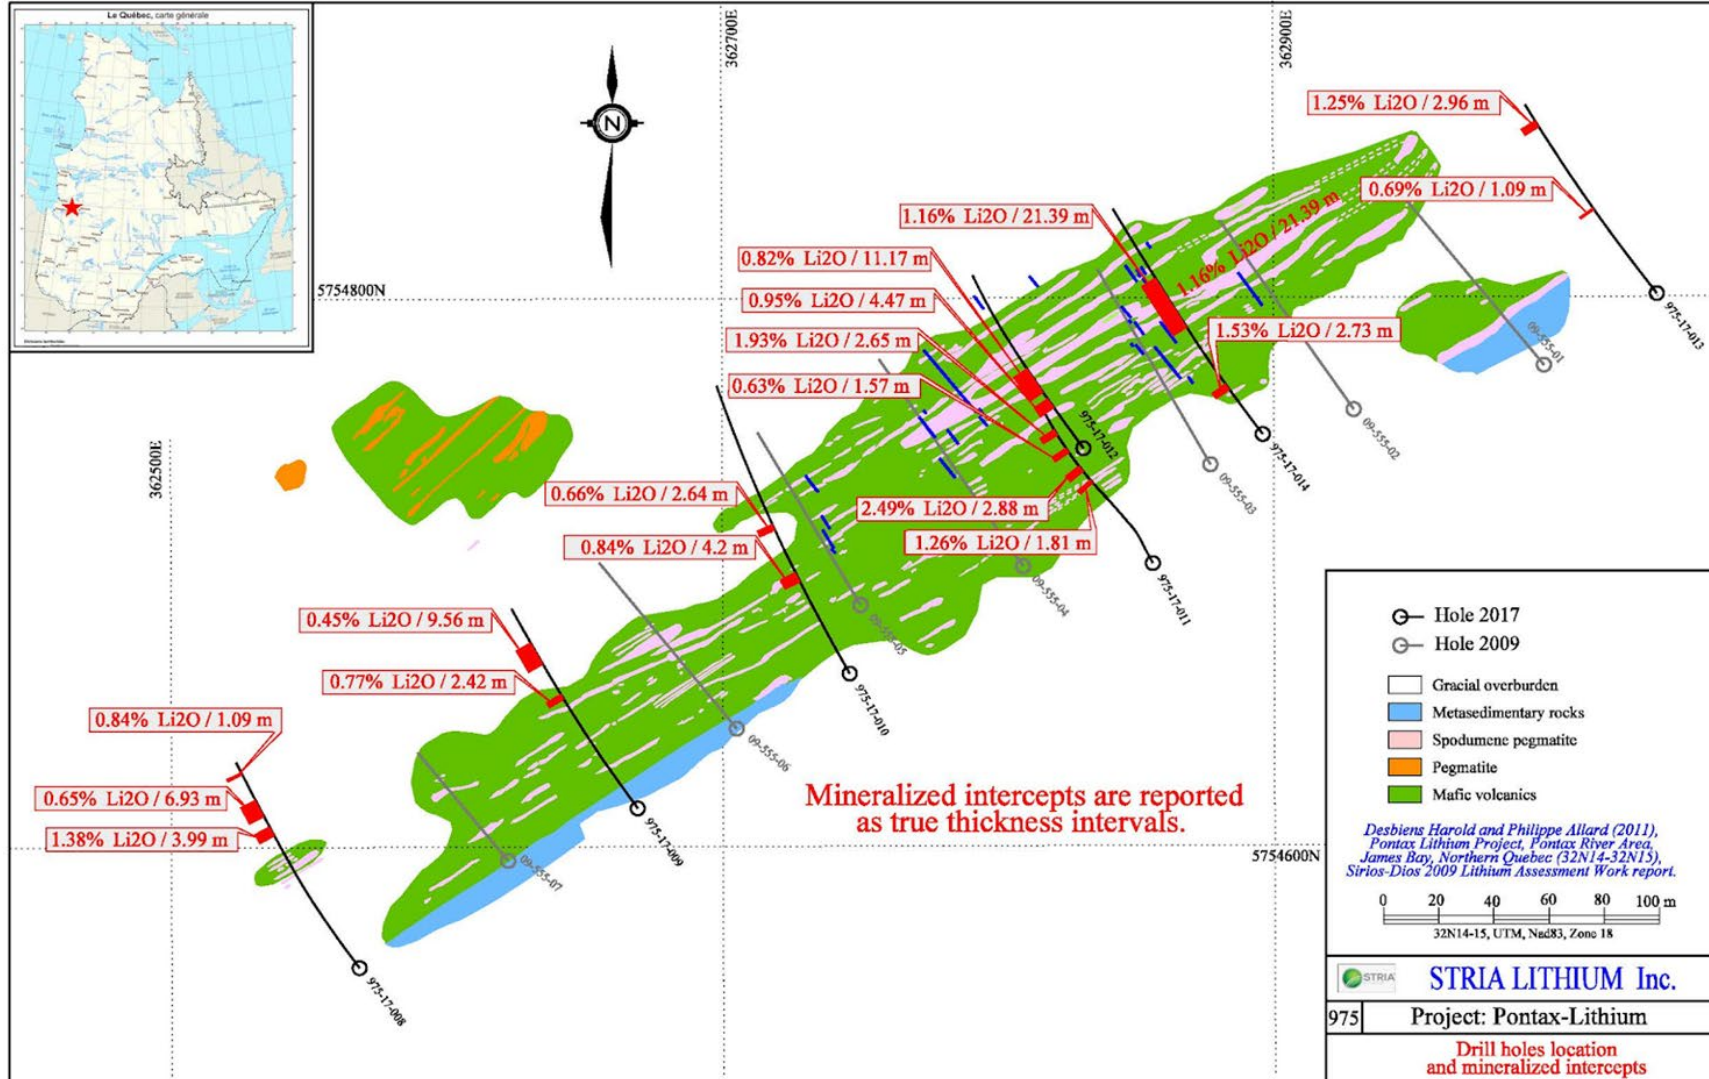 Le Québec, carte générale
362700E
362900E
362500E
5754800N
5754600N
N
1.25% Li2O / 2.96 m
0.69% Li2O / 1.09 m
1.16% Li2O / 21.39 m
1.16% Li2O / 21.39 m
0.82% Li2O / 11.17 m
0.95% Li2O / 4.47 m
1.93% Li2O / 2.65 m
0.63% Li2O / 1.57 m
1.53% Li2O / 2.73 m
0.66% Li2O / 2.64 m
0.84% Li2O / 4.2 m
2.49% Li2O / 2.88 m
1.26% Li2O / 1.81 m
0.45% Li2O / 9.56 m
0.77% Li2O / 2.42 m
0.84% Li2O / 1.09 m
0.65% Li2O / 6.93 m
1.38% Li2O / 3.99 m
975-17-013
09-555-01
09-555-02
975-17-014
09-555-03
975-17-012
975-17-011
09-555-04
09-555-05
975-17-010
09-555-06
975-17-009
09-555-07
975-17-008
Mineralized intercepts are reported
as true thickness intervals.
Hole 2017
Hole 2009
Gracial overburden
Metasedimentary rocks
Spodumene pegmatite
Pegmatite
Mafic volcanics
Desbiens Harold and Philippe Allard (2011),
Pontax Lithium Project, Pontax River Area,
James Bay, Northern Quebec (32N14-32N15),
Sirios-Dios 2009 Lithium Assessment Work report.
0 20 40 60 80 100 m
32N14-15, UTM, Nad83, Zone 18
STRIA
STRIA LITHIUM Inc.
975
Project: Pontax-Lithium
Drill holes location
and mineralized intercepts